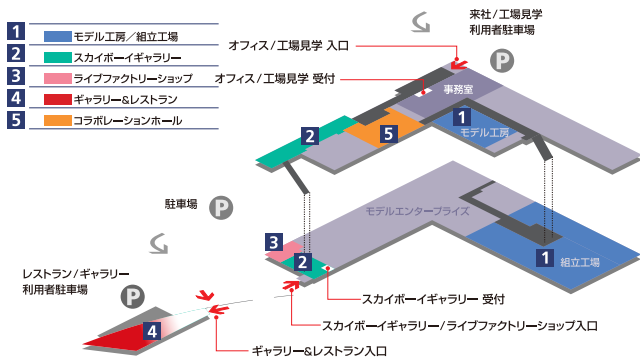 1 モデル工房／組立工場
2 スカイボーイギャラリー
3 ライブファクトリーショップ
4 ギャラリー&レストラン
5 コラボレーションホール
来社/工場見学
利用者駐車場
P
オフィス/工場見学 入口
オフィス/工場見学 受付
事務室
1
モデル工房
5
2
駐車場 P
モデルエンタープライズ
3
2
1
組立工場
レストラン/ギャラリー
利用者駐車場
P
4
スカイボーイギャラリー 受付
スカイボーイギャラリー/ライブファクトリーショップ入口
ギャラリー&レストラン入口